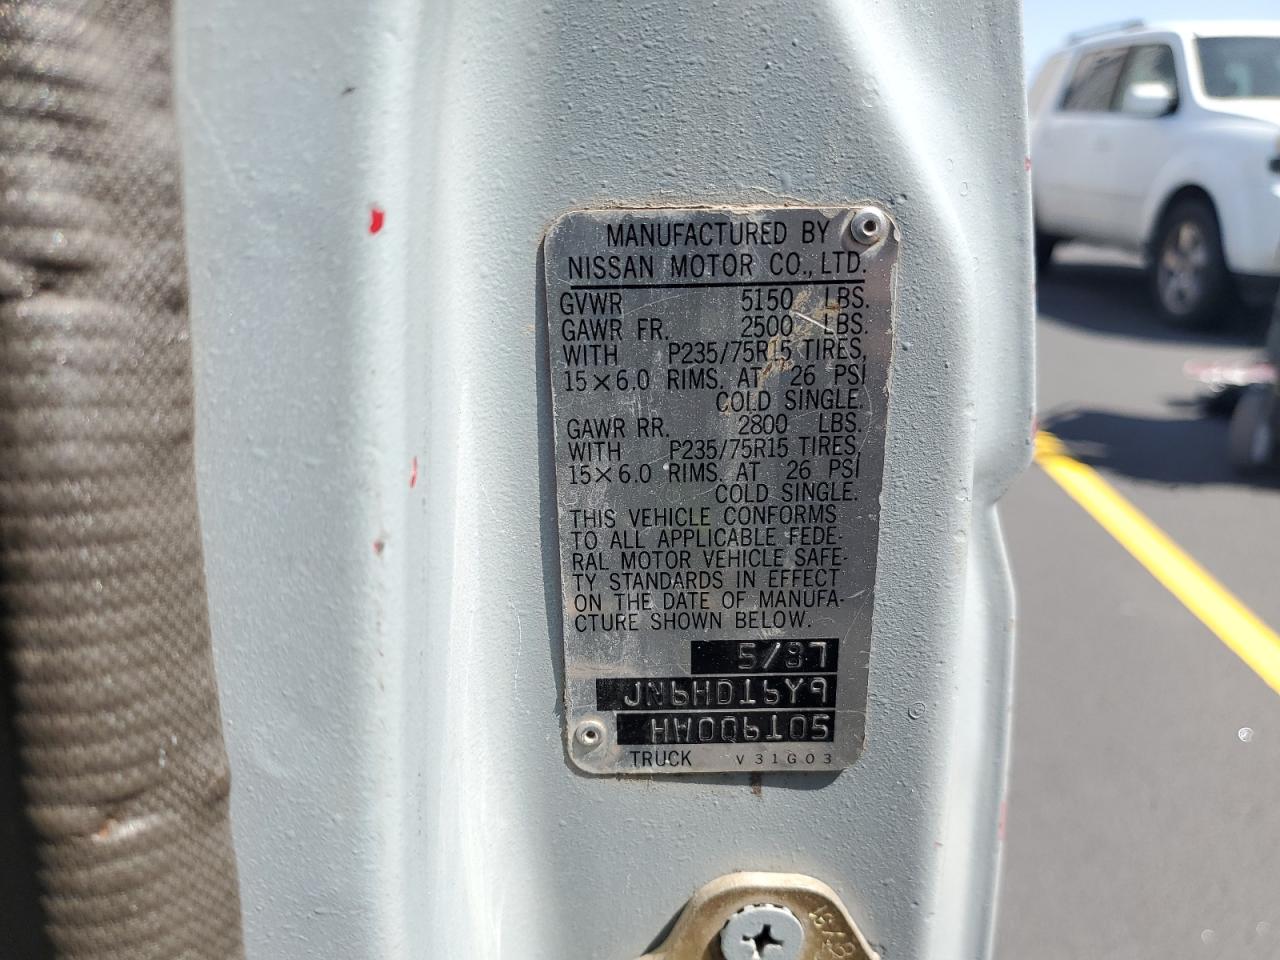 MANUFACTURED BY
NISSAN MOTOR CO., LTD.
GVWR 5150 LBS.
GAWR FR. 2500 LBS.
WITH P235/75R15 TIRES,
15×6.0 RIMS. AT 26 PSI
COLD SINGLE.
GAWR RR. 2800 LBS.
WITH P235/75R15 TIRES,
15×6.0 RIMS. AT 26 PSI
COLD SINGLE.
THIS VEHICLE CONFORMS
TO ALL APPLICABLE FEDE-
RAL MOTOR VEHICLE SAFE-
TY STANDARDS IN EFFECT
ON THE DATE OF MANUFA-
CTURE SHOWN BELOW.
5/87
JN6HD16Y9
HW006105
TRUCK V31G03